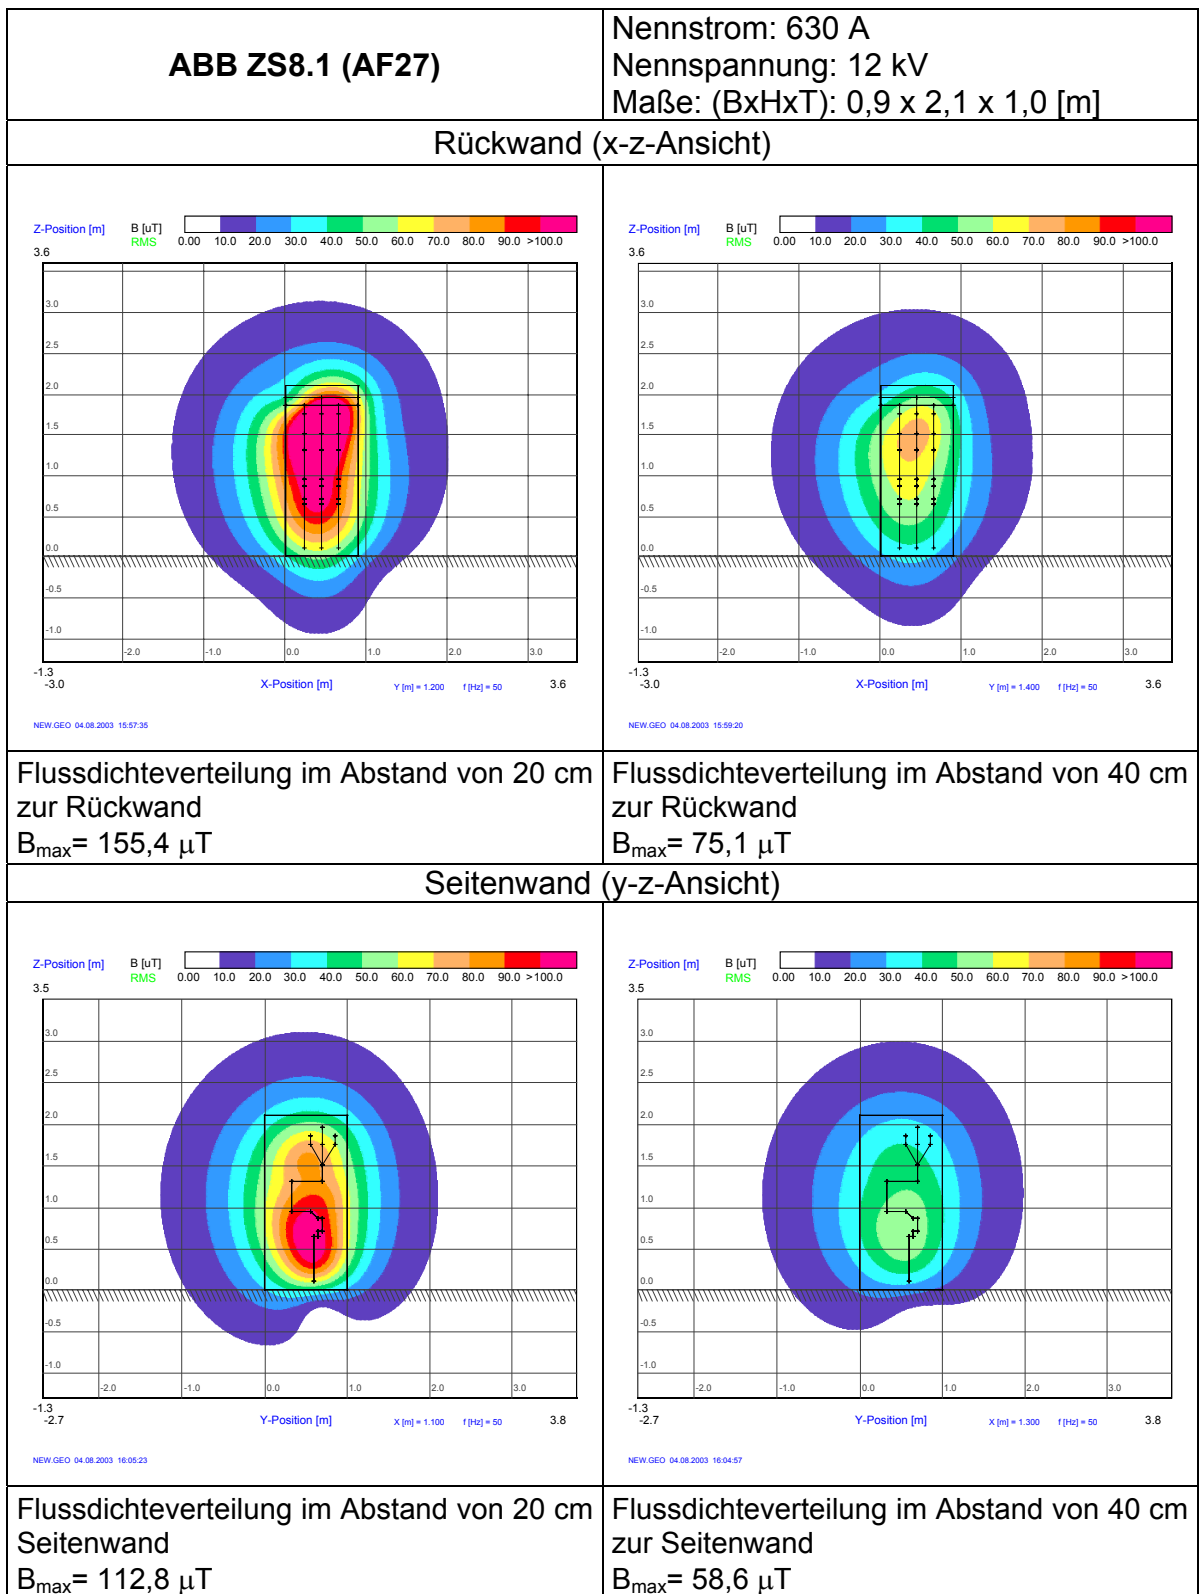 ABB ZS8.1 (AF27)
Nennstrom: 630 A
Nennspannung: 12 kV
Maße: (BxHxT): 0,9 x 2,1 x 1,0 [m]
Rückwand (x-z-Ansicht)
Z-Position [m] B [uT]
RMS 0.00 10.0 20.0 30.0 40.0 50.0 60.0 70.0 80.0 90.0 >100.0
3.6
3.0
2.5
2.0
1.5
1.0
0.5
0.0
-0.5
-1.0
-2.0 -1.0 0.0 1.0 2.0 3.0
-1.3
-3.0 X-Position [m] Y [m] = 1.200 f [Hz] = 50 3.6
NEW.GEO 04.08.2003 15:57:35
Z-Position [m] B [uT]
RMS 0.00 10.0 20.0 30.0 40.0 50.0 60.0 70.0 80.0 90.0 >100.0
3.6
3.0
2.5
2.0
1.5
1.0
0.5
0.0
-0.5
-1.0
-2.0 -1.0 0.0 1.0 2.0 3.0
-1.3
-3.0 X-Position [m] Y [m] = 1.400 f [Hz] = 50 3.6
NEW.GEO 04.08.2003 15:59:20
Flussdichteverteilung im Abstand von 20 cm
zur Rückwand
Bmax= 155,4 µT
Flussdichteverteilung im Abstand von 40 cm
zur Rückwand
Bmax= 75,1 µT
Seitenwand (y-z-Ansicht)
Z-Position [m] B [uT]
RMS 0.00 10.0 20.0 30.0 40.0 50.0 60.0 70.0 80.0 90.0 >100.0
3.5
3.0
2.5
2.0
1.5
1.0
0.5
0.0
-0.5
-1.0
-2.0 -1.0 0.0 1.0 2.0 3.0
-1.3
-2.7 Y-Position [m] X [m] = 1.100 f [Hz] = 50 3.8
NEW.GEO 04.08.2003 16:05:23
Z-Position [m] B [uT]
RMS 0.00 10.0 20.0 30.0 40.0 50.0 60.0 70.0 80.0 90.0 >100.0
3.5
3.0
2.5
2.0
1.5
1.0
0.5
0.0
-0.5
-1.0
-2.0 -1.0 0.0 1.0 2.0 3.0
-1.3
-2.7 Y-Position [m] X [m] = 1.300 f [Hz] = 50 3.8
NEW.GEO 04.08.2003 16:04:57
Flussdichteverteilung im Abstand von 20 cm
Seitenwand
Bmax= 112,8 µT
Flussdichteverteilung im Abstand von 40 cm
zur Seitenwand
Bmax= 58,6 µT